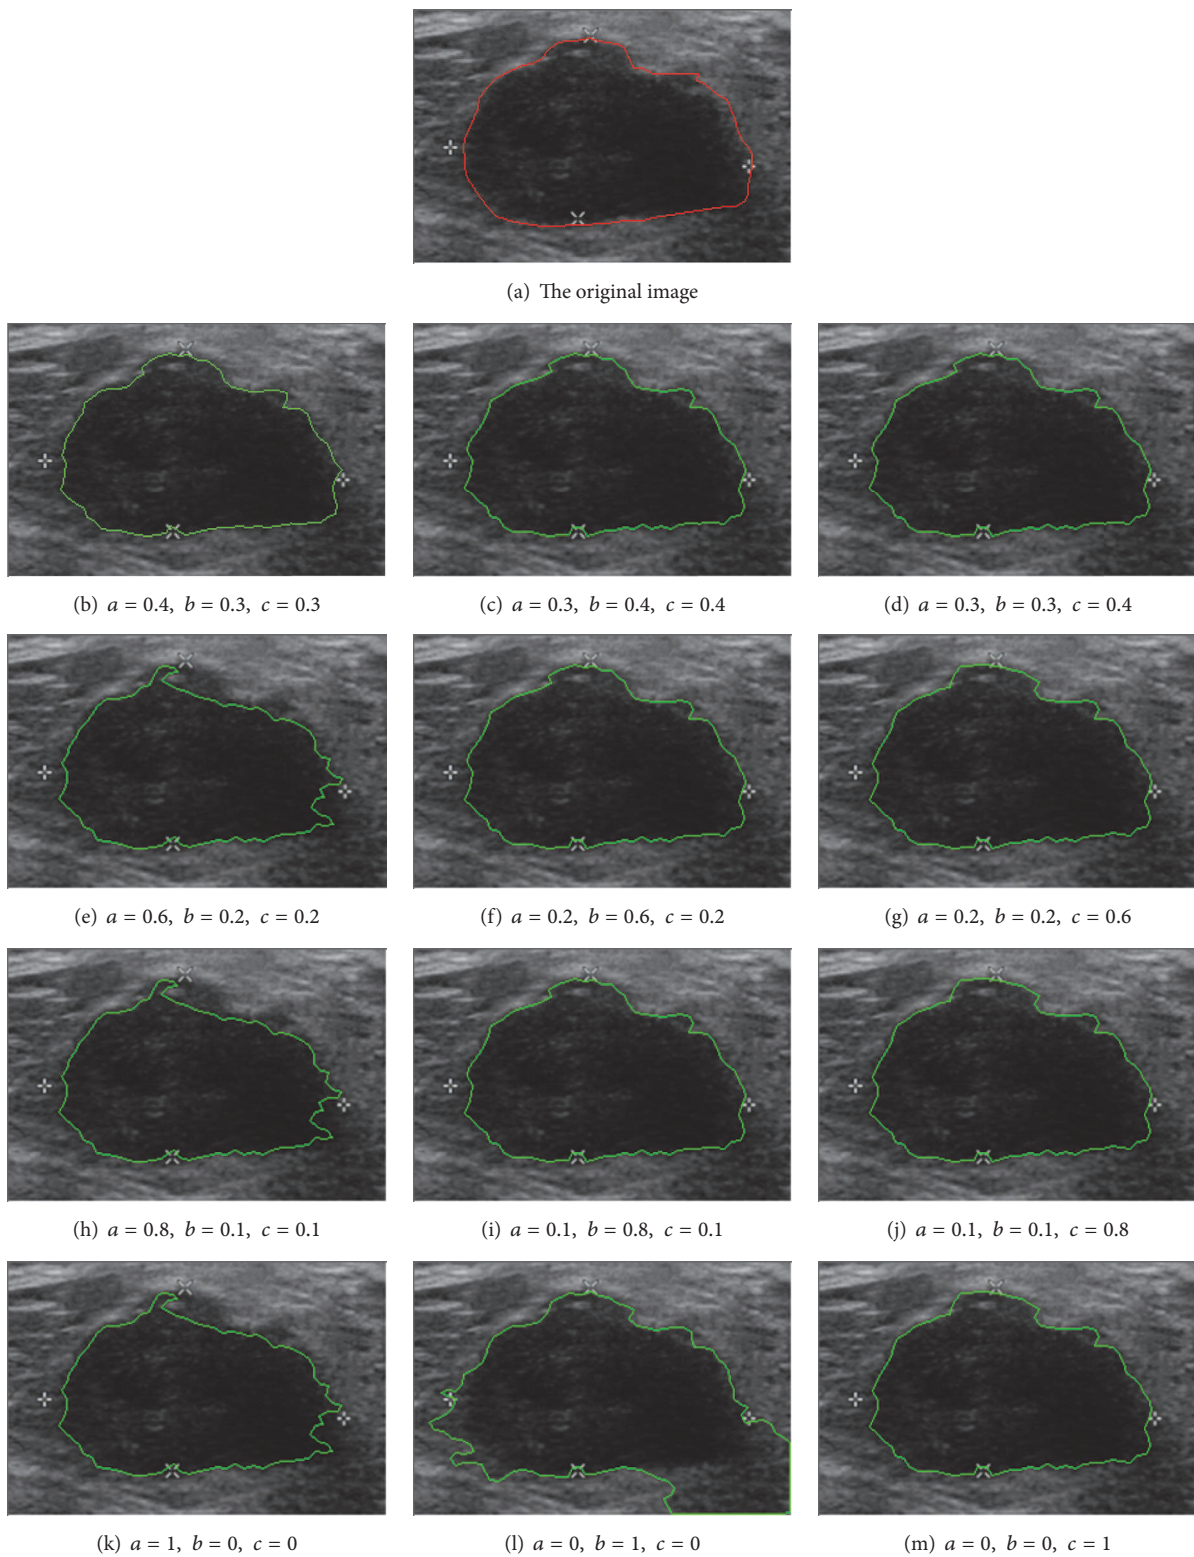 (a) The original image
(b) a = 0.4, b = 0.3, c = 0.3
(c) a = 0.3, b = 0.4, c = 0.4
(d) a = 0.3, b = 0.3, c = 0.4
(e) a = 0.6, b = 0.2, c = 0.2
(f) a = 0.2, b = 0.6, c = 0.2
(g) a = 0.2, b = 0.2, c = 0.6
(h) a = 0.8, b = 0.1, c = 0.1
(i) a = 0.1, b = 0.8, c = 0.1
(j) a = 0.1, b = 0.1, c = 0.8
(k) a = 1, b = 0, c = 0
(l) a = 0, b = 1, c = 0
(m) a = 0, b = 0, c = 1